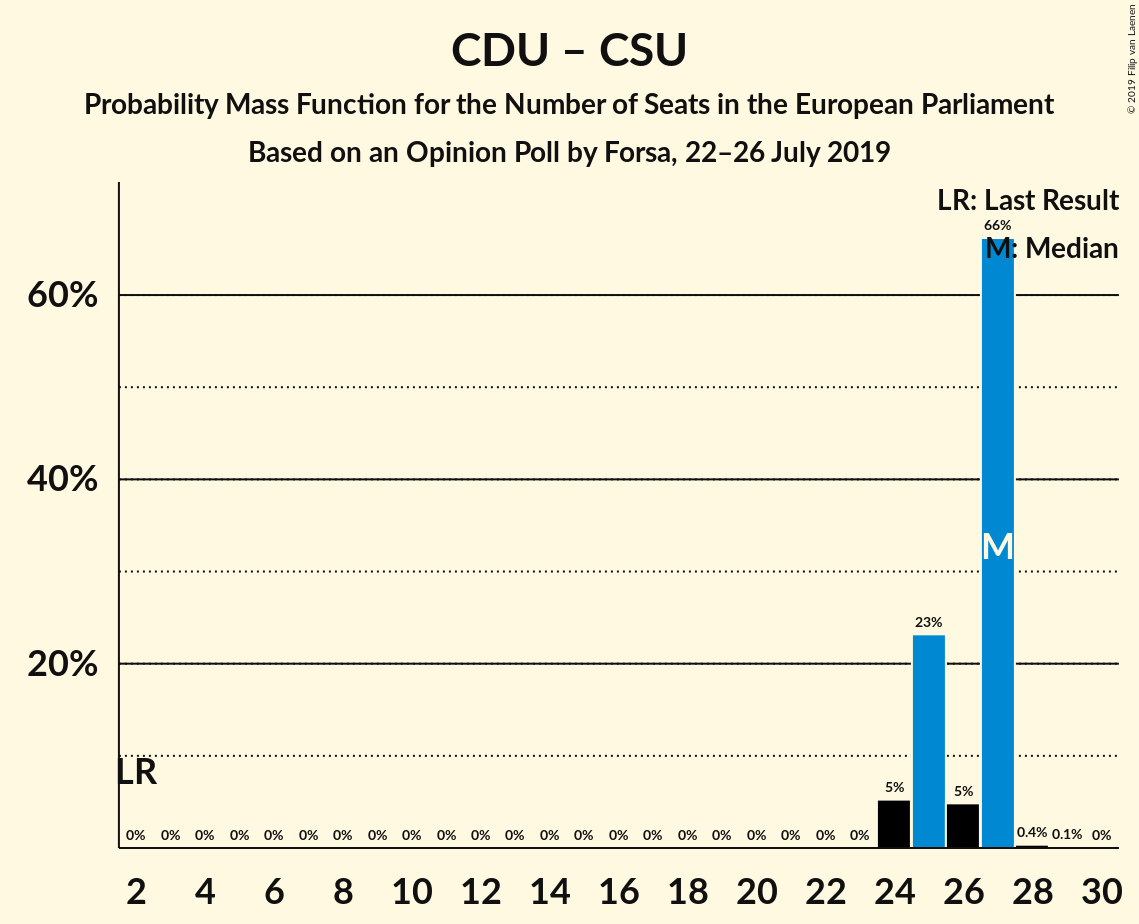 CDU – CSU
Probability Mass Function for the Number of Seats in the European Parliament
Based on an Opinion Poll by Forsa, 22–26 July 2019
© 2019 Filip van Laenen
LR: Last Result
M: Median
66%
60%
40%
M
23%
20%
LR
5%
5%
0% 0% 0% 0% 0% 0% 0% 0% 0% 0% 0% 0% 0% 0% 0% 0% 0% 0% 0% 0% 0% 0% 0.4% 0.1% 0%
2 4 6 8 10 12 14 16 18 20 22 24 26 28 30